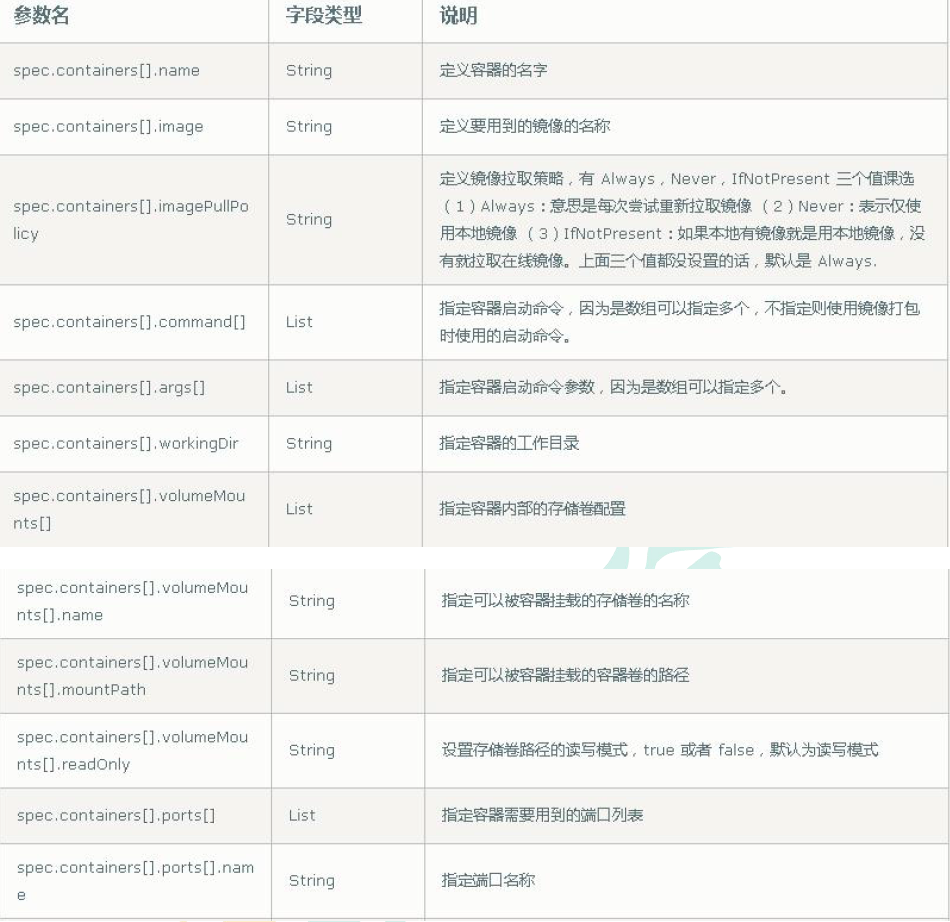 参数名 字段类型 说明
spec.containers[].name String 定义容器的名字
spec.containers[].image String 定义要用到的镜像的名称
spec.containers[].imagePullPo
licy
String
定义镜像拉取策略，有 Always，Never，IfNotPresent 三个值课选
（1）Always：意思是每次尝试重新拉取镜像 （2）Never：表示仅使
用本地镜像 （3）IfNotPresent：如果本地有镜像就是用本地镜像，没
有就拉取在线镜像。上面三个值都没设置的话，默认是 Always.
spec.containers[].command[] List
指定容器启动命令，因为是数组可以指定多个，不指定则使用镜像打包
时使用的启动命令。
spec.containers[].args[] List 指定容器启动命令参数，因为是数组可以指定多个。
spec.containers[].workingDir String 指定容器的工作目录
spec.containers[].volumeMou
nts[]
List 指定容器内部的存储卷配置
spec.containers[].volumeMou
nts[].name
String 指定可以被容器挂载的存储卷的名称
spec.containers[].volumeMou
nts[].mountPath
String 指定可以被容器挂载的容器卷的路径
spec.containers[].volumeMou
nts[].readOnly
String 设置存储卷路径的读写模式，true 或者 false，默认为读写模式
spec.containers[].ports[] List 指定容器需要用到的端口列表
spec.containers[].ports[].nam
e
String 指定端口名称